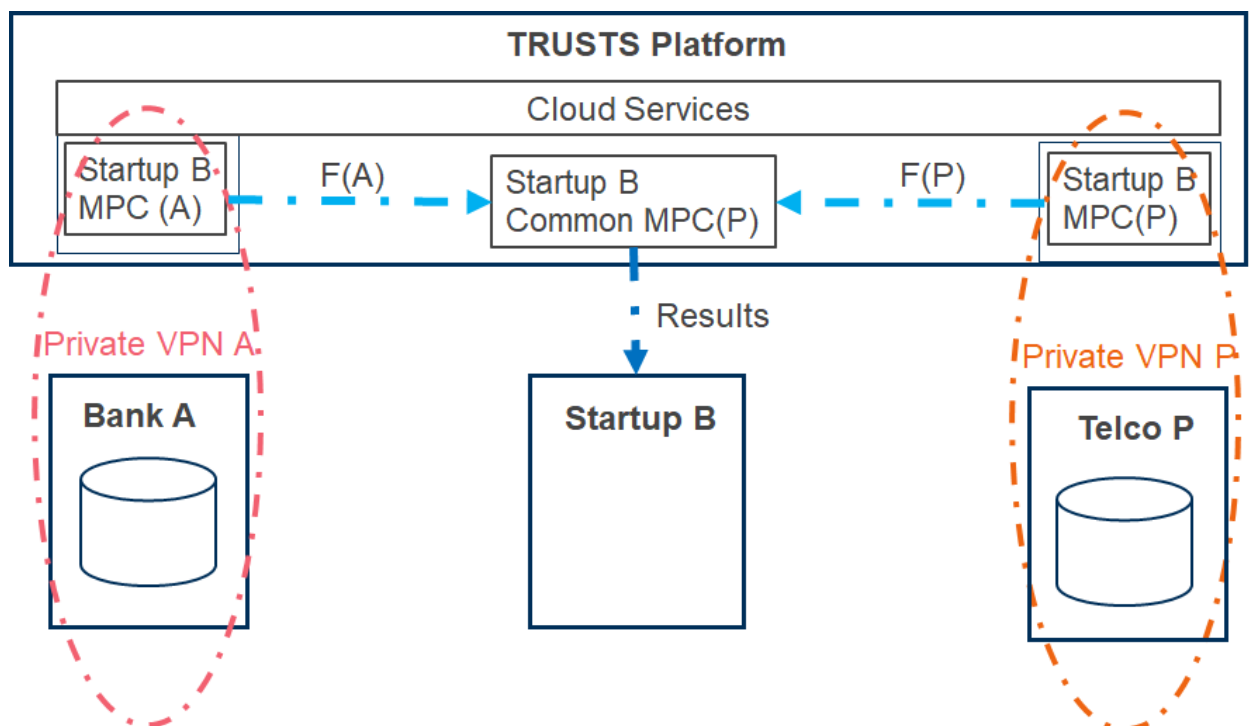 TRUSTS Platform
Cloud Services
Startup B
MPC (A)
F(A)
Startup B
Common MPC(P)
F(P)
Startup B
MPC(P)
Results
Private VPN A
Private VPN P
Bank A
Startup B
Telco P